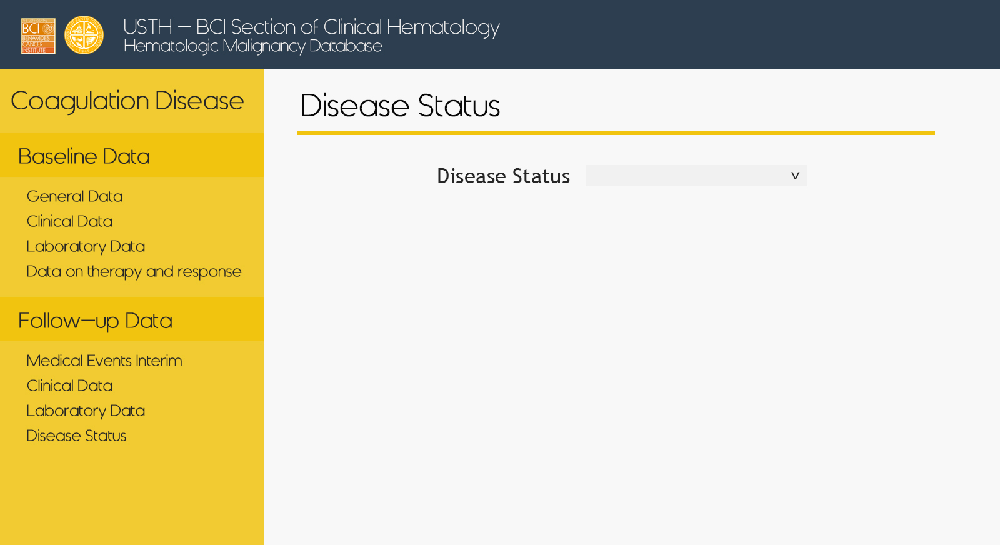 BCI
BENAVIDES
CANCER
INSTITUTE
USTH – BCI Section of Clinical Hematology
Hematologic Malignancy Database
Coagulation Disease
Baseline Data
General Data
Clinical Data
Laboratory Data
Data on therapy and response
Follow-up Data
Medical Events Interim
Clinical Data
Laboratory Data
Disease Status
Disease Status
Disease Status